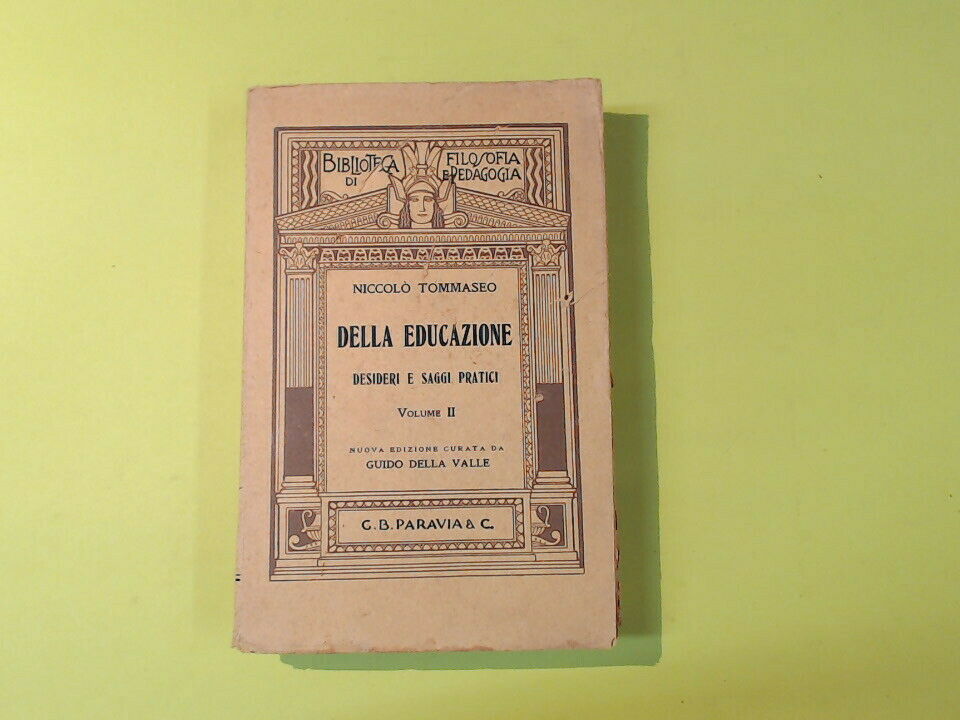 BIBLIOTECA DI
FILOSOFIA E PEDAGOGIA
NICCOLÒ TOMMASEO
DELLA EDUCAZIONE
DESIDERI E SAGGI PRATICI
VOLUME II
NUOVA EDIZIONE CURATA DA
GUIDO DELLA VALLE
G. B. PARAVIA & C.